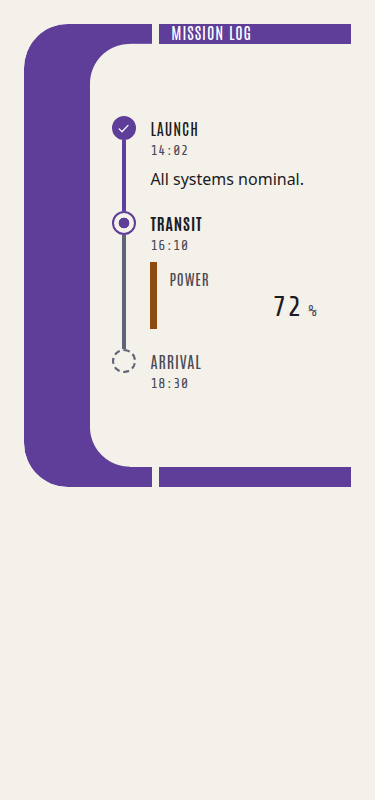 MISSION LOG
LAUNCH
14:02
All systems nominal.
TRANSIT
16:10
POWER
72 %
ARRIVAL
18:30